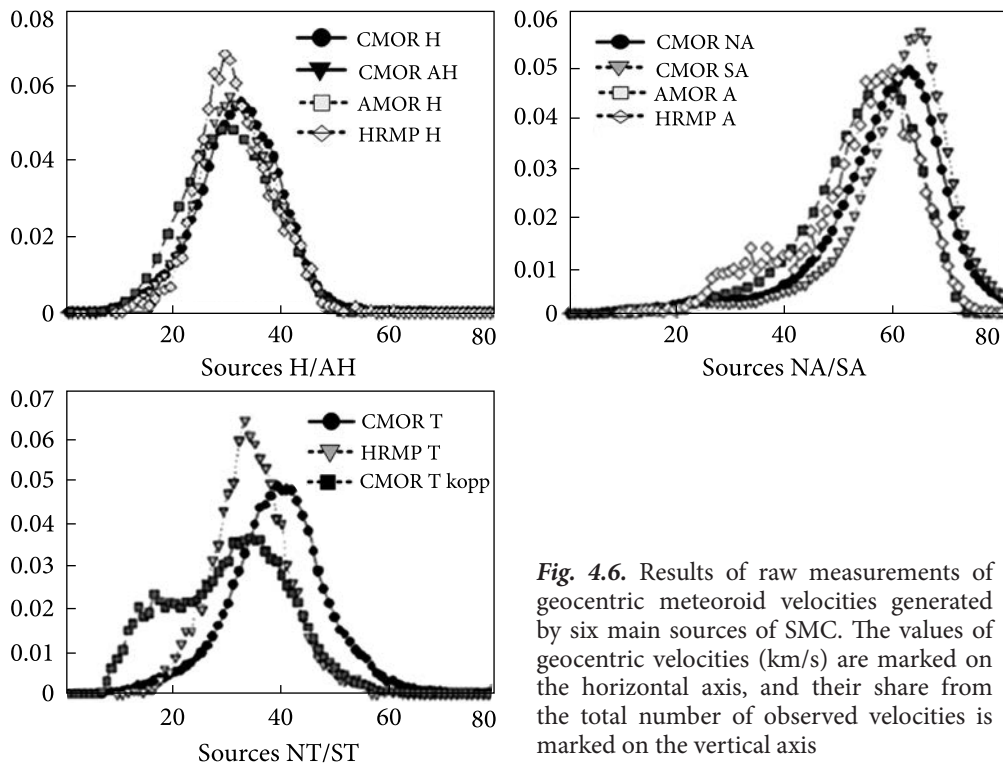 0.08
0.06
0.04
0.02
0
20
40
60
80
CMOR H
CMOR AH
AMOR H
HRMP H
Sources H/AH
0.06
0.05
0.04
0.03
0.02
0.01
0
20
40
60
80
CMOR NA
CMOR SA
AMOR A
HRMP A
Sources NA/SA
0.07
0.06
0.05
0.04
0.03
0.02
0.01
0
20
40
60
80
CMOR T
HRMP T
CMOR T kopp
Sources NT/ST
Fig. 4.6. Results of raw measurements of
geocentric meteoroid velocities generated
by six main sources of SMC. The values of
geocentric velocities (km/s) are marked on
the horizontal axis, and their share from
the total number of observed velocities is
marked on the vertical axis